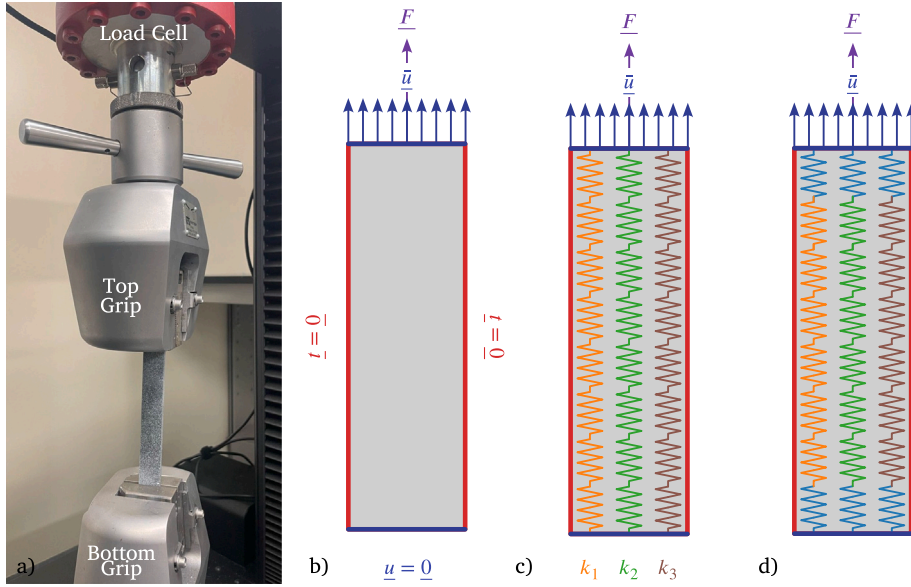 Load Cell
Top
Grip
Bottom
Grip
a)
F
ū
t = 0
t = 0
u = 0
b)
F
ū
k₁ k₂ k₃
c)
F
ū
d)